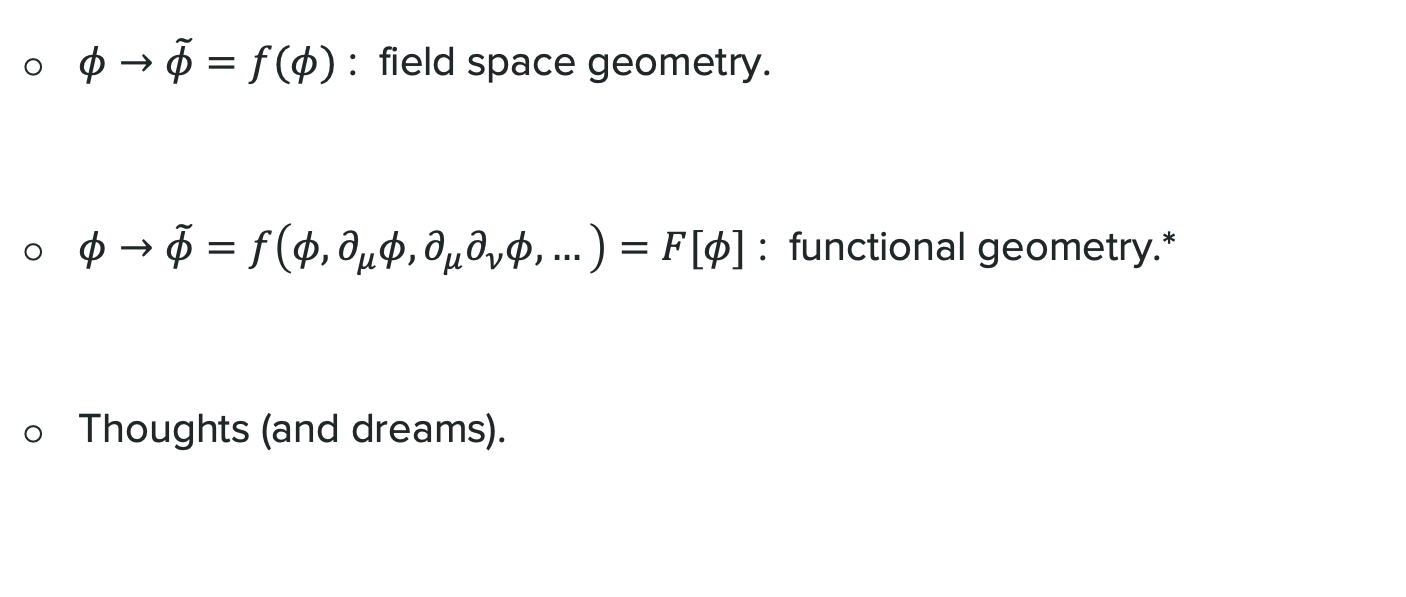 ○ 𝜙 → 𝜙̃ = 𝑓(𝜙) : field space geometry.
○ 𝜙 → 𝜙̃ = 𝑓(𝜙, ∂_𝜇𝜙, ∂_𝜇∂_𝜈𝜙, … ) = 𝐹[𝜙] : functional geometry.*
○ Thoughts (and dreams).